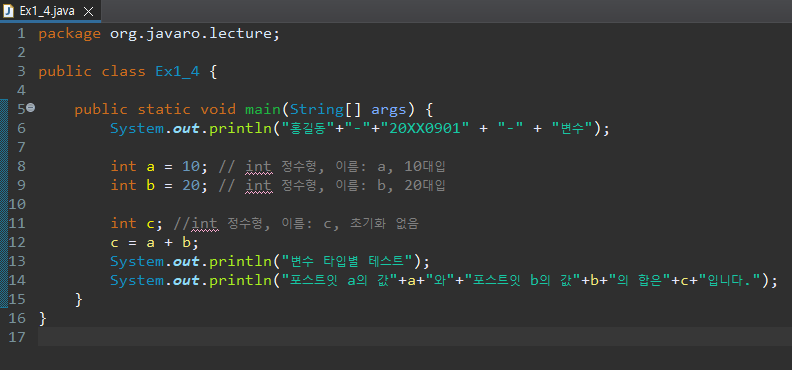 Ex1_4.java
1 package org.javaro.lecture;
2
3 public class Ex1_4 {
4
5 public static void main(String[] args) {
6 System.out.println("홍길동"+"-"+"20XX0901" + "-" + "변수");
7
8 int a = 10; // int 정수형, 이름: a, 10대입
9 int b = 20; // int 정수형, 이름: b, 20대입
10
11 int c; //int 정수형, 이름: c, 초기화 없음
12 c = a + b;
13 System.out.println("변수 타입별 테스트");
14 System.out.println("포스트잇 a의 값"+a+"와"+"포스트잇 b의 값"+b+"의 합은"+c+"입니다.");
15 }
16 }
17